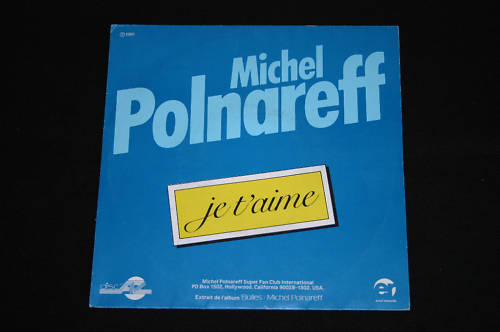 Michel
Polnareff
je t'aime
Michel Polnareff Super Fan Club International
PO Box 1502, Hollywood, California 90028-1502, USA.
Extrait de l'album Bulles - Michel Polnareff